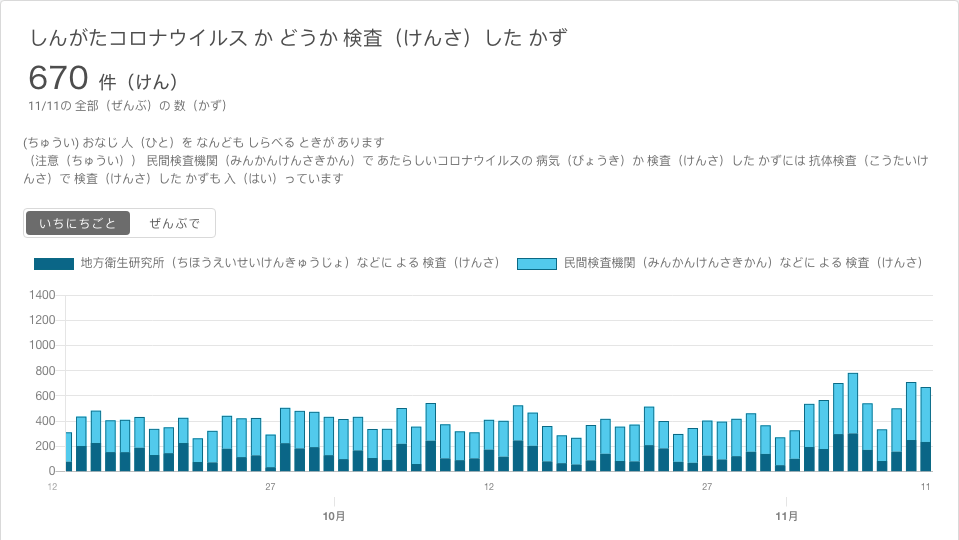 しんがたコロナウイルス か どうか 検査（けんさ）した かず
670 件（けん）
11/11の 全部（ぜんぶ）の 数（かず）
(ちゅうい) おなじ 人（ひと）を なんども しらべる ときが あります
（注意（ちゅうい）） 民間検査機関（みんかんけんさきかん）で あたらしいコロナウイルスの 病気（びょうき）か 検査（けんさ）した かずには 抗体検査（こうたいけ
んさ）で 検査（けんさ）した かずも 入（はい）っています
いちにちごと ぜんぶで
地方衛生研究所（ちほうえいせいけんきゅうじょ）などに よる 検査（けんさ） 民間検査機関（みんかんけんさきかん）などに よる 検査（けんさ）
1400
1200
1000
800
600
400
200
0
12 27 12 27 11
10月 11月